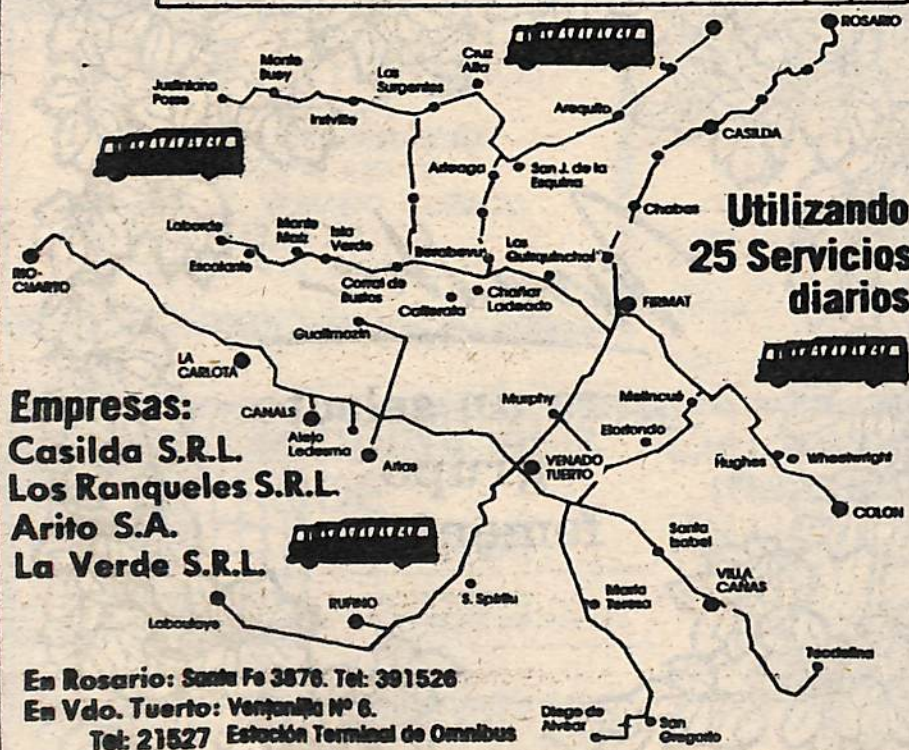 ROSARIO
Monte
Buey
Justiniano
Posse
Inriville
Los
Surgentes
Cruz
Alta
Arequito
CASILDA
Arteaga
San J. de la
Esquina
Chabas
Utilizando
25 Servicios
diarios
Laborde
Escalante
Monte
Maíz
Isla
Verde
Corral de
Bustos
Berabevu
Los
Quirquinchos
Cafferata
Chañar
Ladeado
FIRMAT
RIO-
CUARTO
Guatimozin
LA
CARLOTA
CANALS
Alejo
Ledesma
Arias
Murphy
Melincué
Elortondo
VENADO
TUERTO
Hughes
Wheelwright
COLON
Empresas:
Casilda S.R.L.
Los Ranqueles S.R.L.
Arito S.A.
La Verde S.R.L.
Santa
Isabel
VILLA
CAÑAS
María
Teresa
S. Spíritu
RUFINO
Laboulaye
Teodelina
Diego de
Alvear
San
Gregorio
En Rosario: Santa Fe 3876. Tel: 391526
En Vdo. Tuerto: Ventanilla Nº 6.
Tel: 21527 Estación Terminal de Omnibus